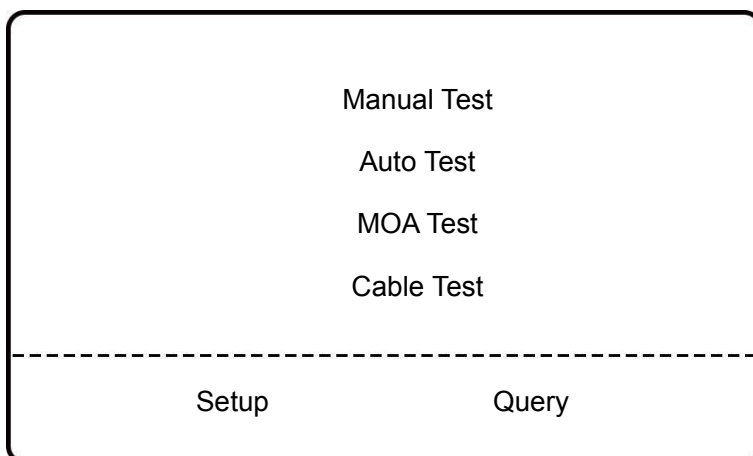 Manual Test
Auto Test
MOA Test
Cable Test
Setup Query